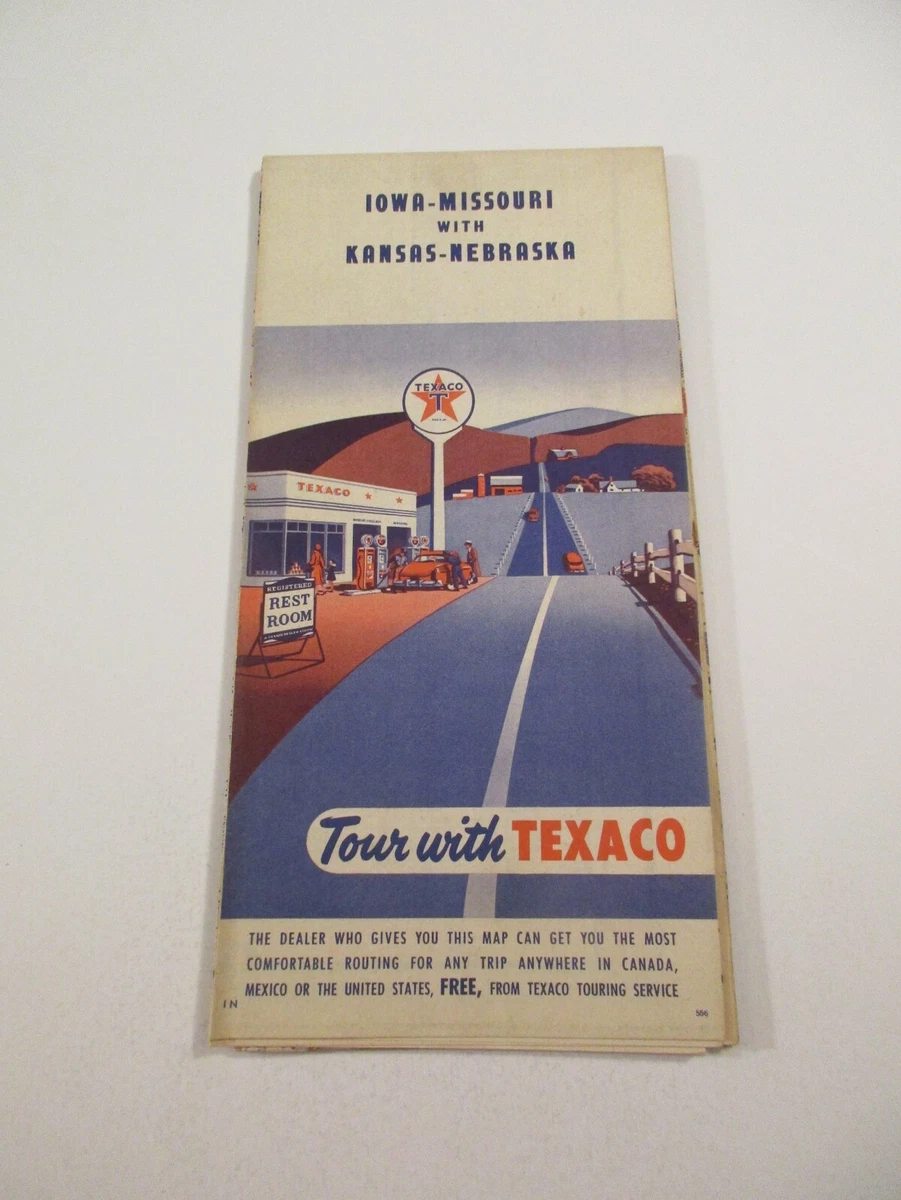 IOWA-MISSOURI
WITH
KANSAS-NEBRASKA
TEXACO
T
TEXACO
REGISTERED
REST
ROOM
Tour with TEXACO
THE DEALER WHO GIVES YOU THIS MAP CAN GET YOU THE MOST
COMFORTABLE ROUTING FOR ANY TRIP ANYWHERE IN CANADA,
MEXICO OR THE UNITED STATES, FREE, FROM TEXACO TOURING SERVICE
IN
556